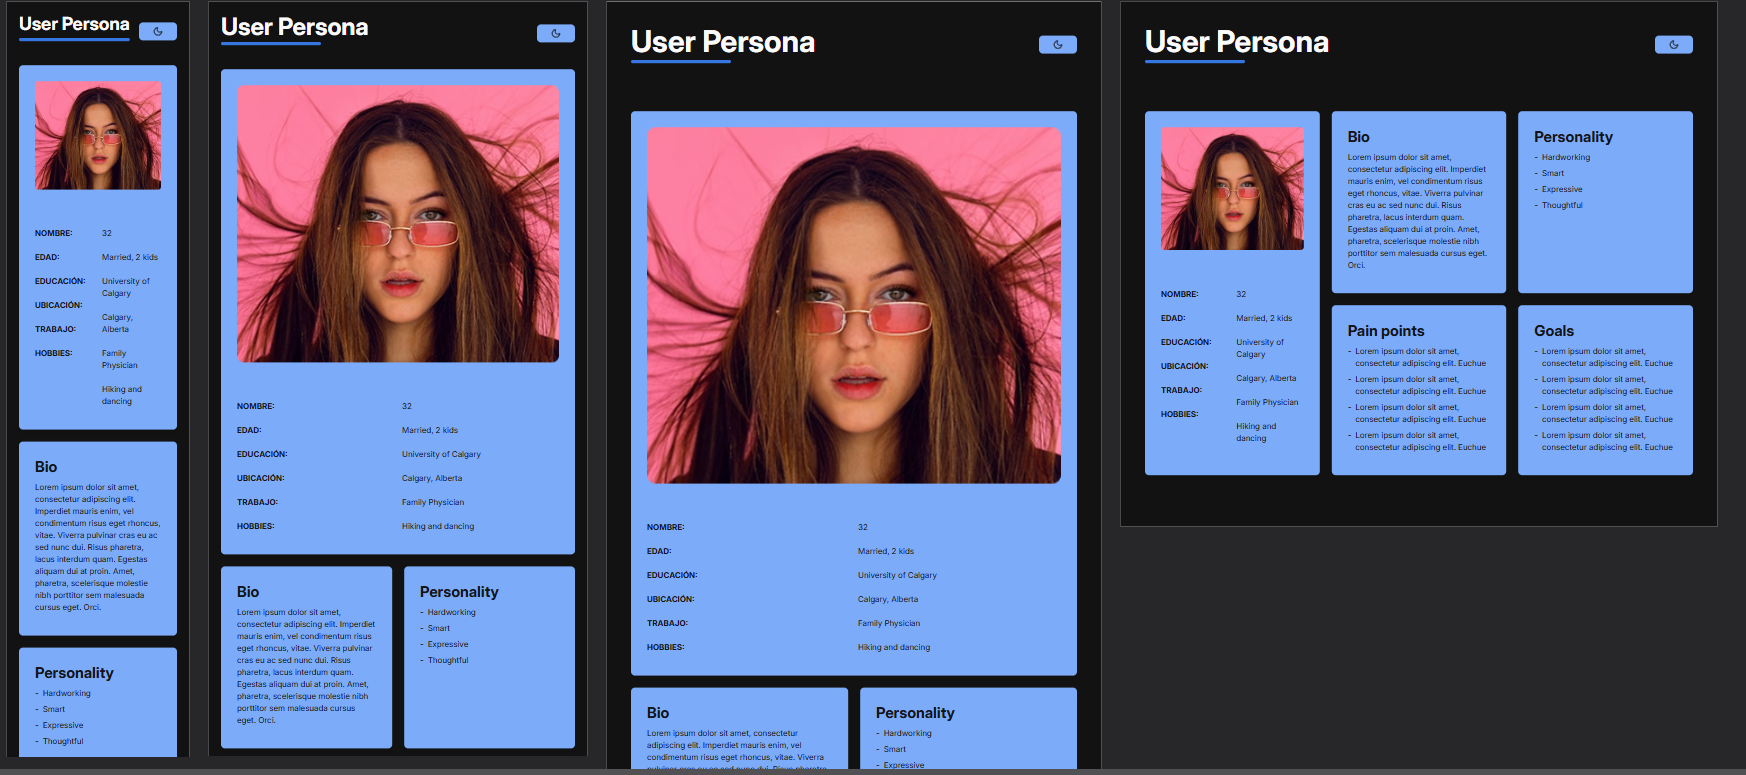 User Persona
NOMBRE:
EDAD:
EDUCACIÓN:
UBICACIÓN:
TRABAJO:
HOBBIES:
32
Married, 2 kids
University of
Calgary
Calgary,
Alberta
Family
Physician
Hiking and
dancing
Bio
Lorem ipsum dolor sit amet,
consectetur adipiscing elit.
Imperdiet mauris enim, vel
condimentum risus eget rhoncus,
vitae. Viverra pulvinar cras eu ac
sed nunc dui. Risus pharetra,
lacus interdum quam. Egestas
aliquam dui at proin. Amet,
pharetra, scelerisque molestie
nibh porttitor sem malesuada
cursus eget. Orci.
Personality
- Hardworking
- Smart
- Expressive
- Thoughtful
User Persona
NOMBRE: 32
EDAD: Married, 2 kids
EDUCACIÓN: University of Calgary
UBICACIÓN: Calgary, Alberta
TRABAJO: Family Physician
HOBBIES: Hiking and dancing
Bio
Lorem ipsum dolor sit amet,
consectetur adipiscing elit. Imperdiet
mauris enim, vel condimentum risus
eget rhoncus, vitae. Viverra pulvinar
cras eu ac sed nunc dui. Risus
pharetra, lacus interdum quam.
Egestas aliquam dui at proin. Amet,
pharetra, scelerisque molestie nibh
porttitor sem malesuada cursus
eget. Orci.
Personality
- Hardworking
- Smart
- Expressive
- Thoughtful
User Persona
NOMBRE: 32
EDAD: Married, 2 kids
EDUCACIÓN: University of Calgary
UBICACIÓN: Calgary, Alberta
TRABAJO: Family Physician
HOBBIES: Hiking and dancing
Bio
Lorem ipsum dolor sit amet, consectetur
adipiscing elit. Imperdiet mauris enim, vel
condimentum risus eget rhoncus, vitae. Viverra
Personality
- Hardworking
- Smart
- Expressive
User Persona
NOMBRE:
EDAD:
EDUCACIÓN:
UBICACIÓN:
TRABAJO:
HOBBIES:
32
Married, 2 kids
University of
Calgary
Calgary, Alberta
Family Physician
Hiking and
dancing
Bio
Lorem ipsum dolor sit amet,
consectetur adipiscing elit. Imperdiet
mauris enim, vel condimentum risus
eget rhoncus, vitae. Viverra pulvinar
cras eu ac sed nunc dui. Risus
pharetra, lacus interdum quam.
Egestas aliquam dui at proin. Amet,
pharetra, scelerisque molestie nibh
porttitor sem malesuada cursus eget.
Orci.
Personality
- Hardworking
- Smart
- Expressive
- Thoughtful
Pain points
- Lorem ipsum dolor sit amet,
consectetur adipiscing elit. Euchue
- Lorem ipsum dolor sit amet,
consectetur adipiscing elit. Euchue
- Lorem ipsum dolor sit amet,
consectetur adipiscing elit. Euchue
- Lorem ipsum dolor sit amet,
consectetur adipiscing elit. Euchue
Goals
- Lorem ipsum dolor sit amet,
consectetur adipiscing elit. Euchue
- Lorem ipsum dolor sit amet,
consectetur adipiscing elit. Euchue
- Lorem ipsum dolor sit amet,
consectetur adipiscing elit. Euchue
- Lorem ipsum dolor sit amet,
consectetur adipiscing elit. Euchue